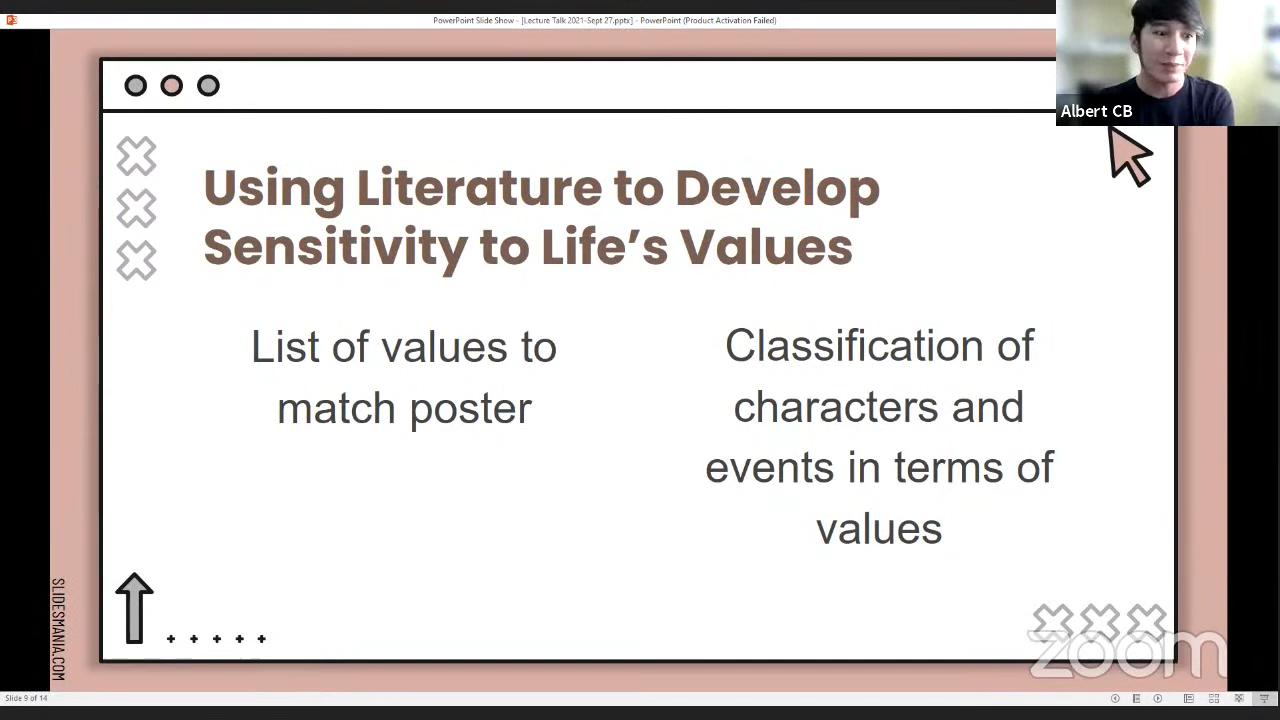 PowerPoint Slide Show - [Lecture Talk 2021-Sept 27.pptx] - PowerPoint (Product Activation Failed)
Albert CB
Using Literature to Develop
Sensitivity to Life’s Values
List of values to
match poster
Classification of
characters and
events in terms of
values
SLIDESMANIA.COM
zoom
Slide 9 of 14